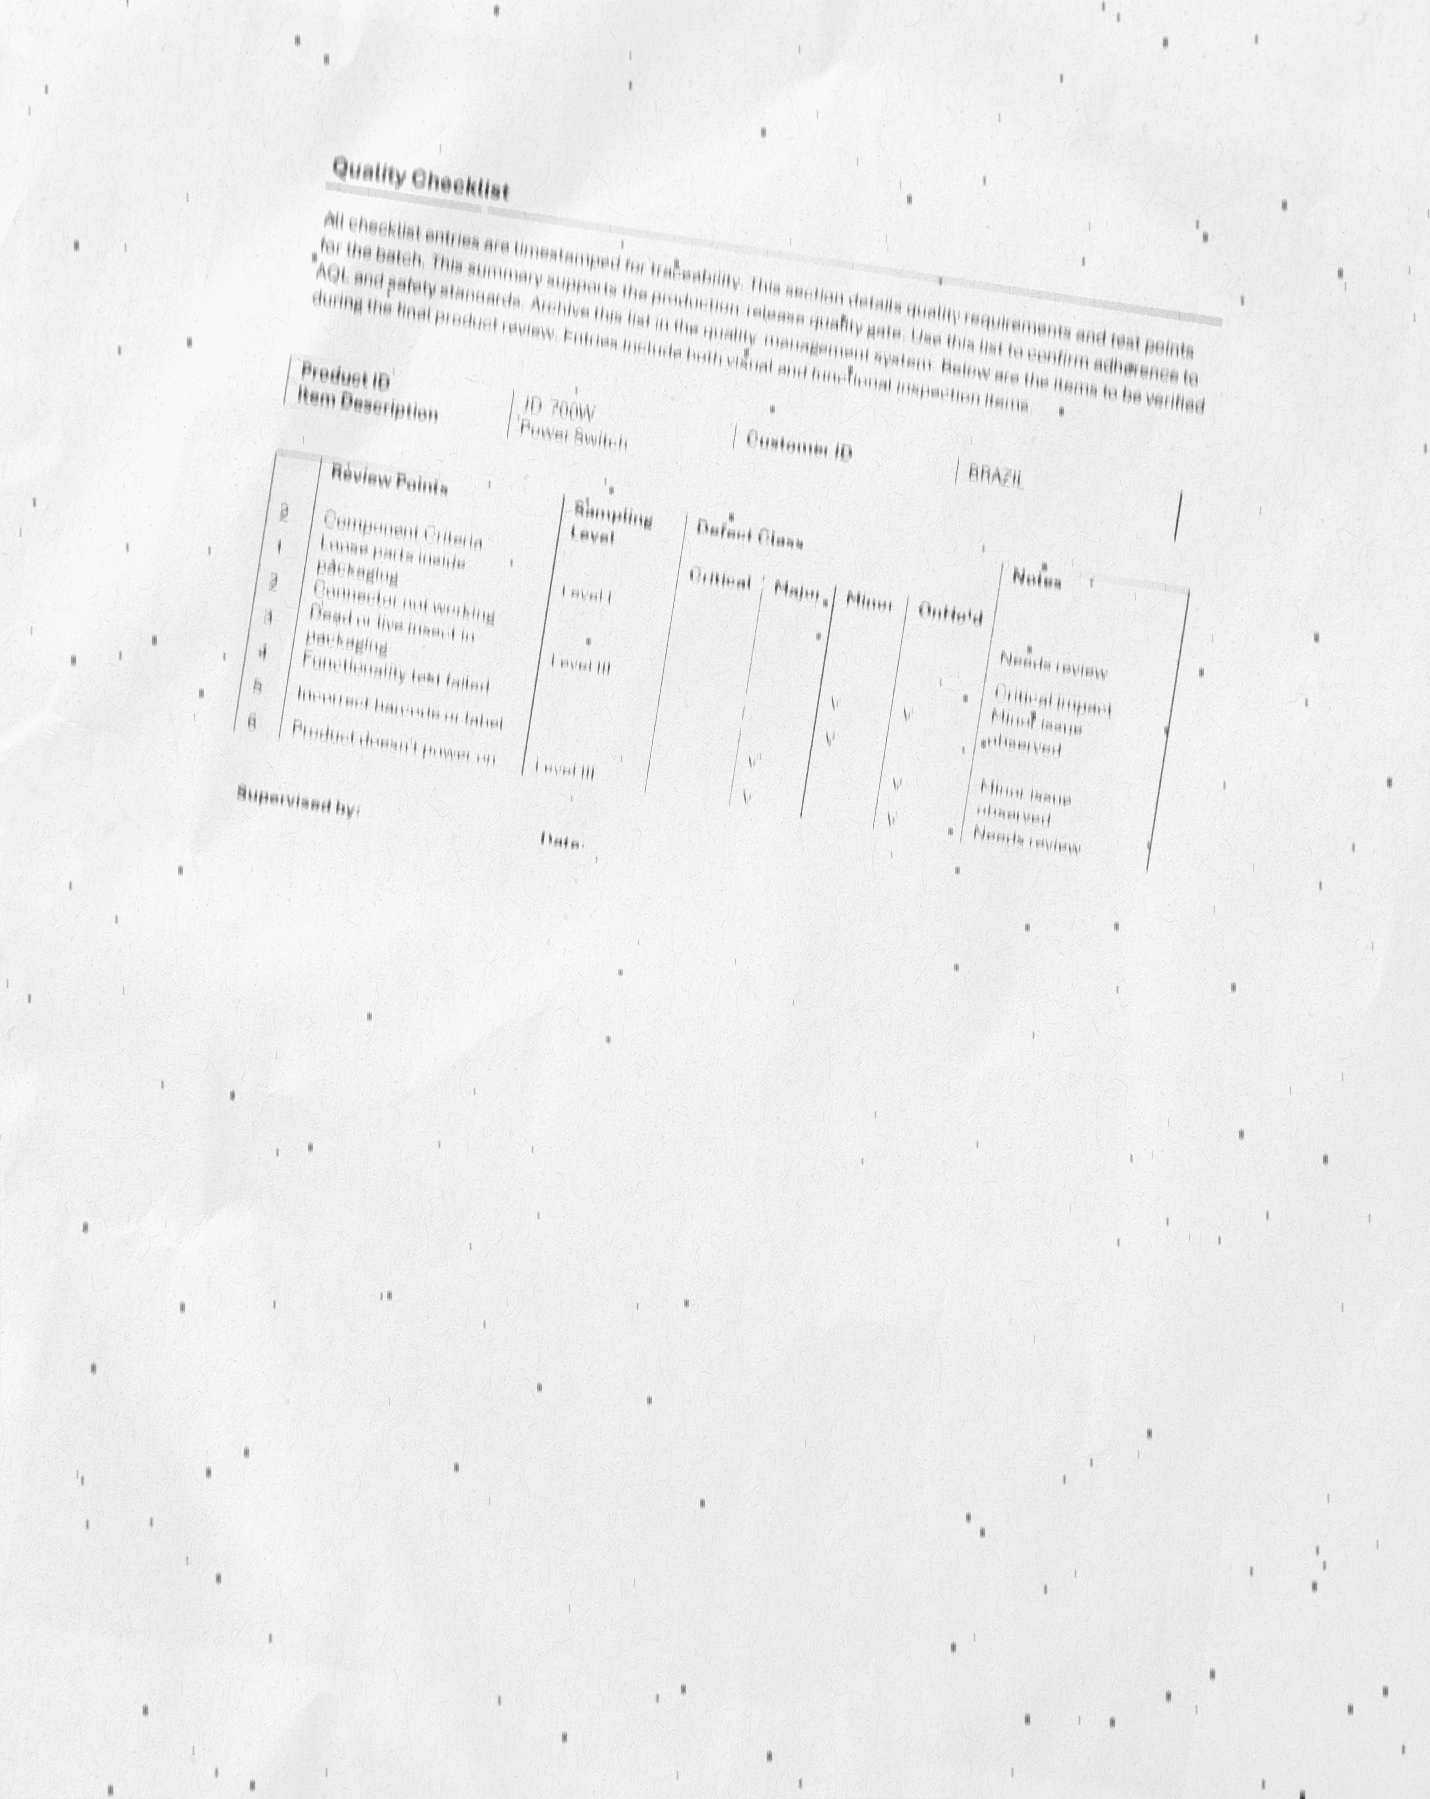 Quality Checklist
All checklist entries are timestamped for traceability. This section details quality requirements and test points
for the batch. This summary supports the production release quality gate. Use this list to confirm adherence to
AQL and safety standards. Archive this list in the quality management system. Below are the items to be verified
during the final product review. Entries include both visual and functional inspection items.
Product ID JD-700W Customer ID BRAZIL
Item Description Power Switch
Review Points Sampling Level Defect Class Notes
Critical Major Minor OnHold
Component Criteria Level I Needs review
1 Loose parts inside packaging Critical impact
2 Connector not working Level III Minor issue observed
3 Dead or live insect in packaging
4 Functionality test failed Minor issue observed
5 Incorrect barcode or label
6 Product doesn't power on Level III Needs review
Supervised by:
Date: